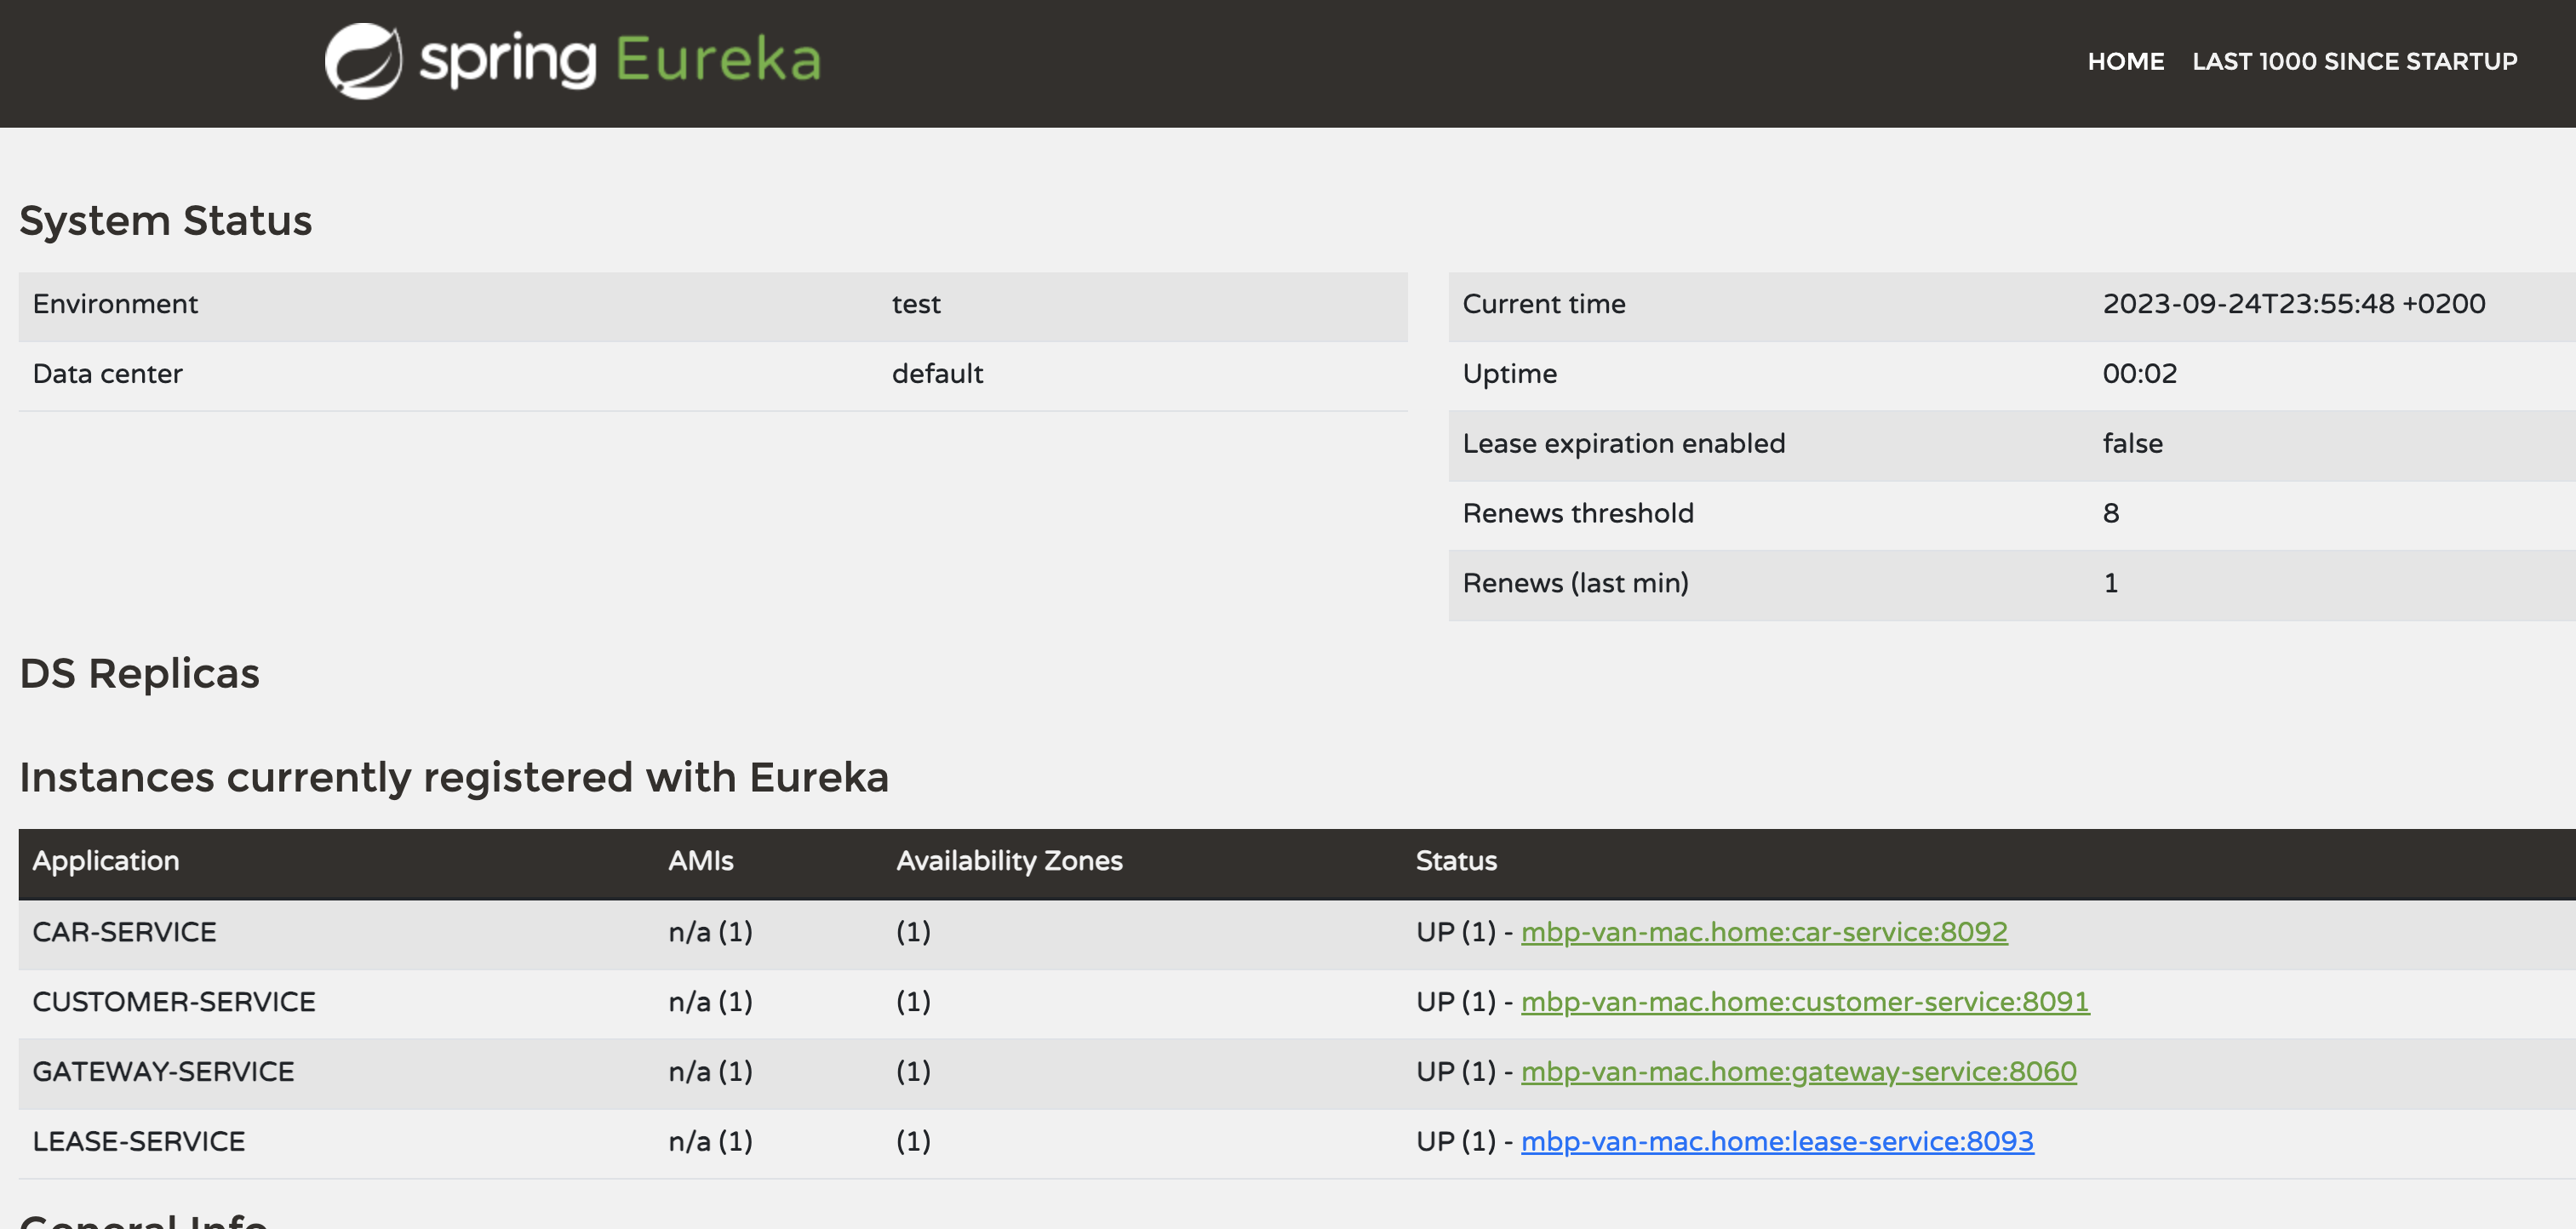 spring Eureka
HOME LAST 1000 SINCE STARTUP
System Status
Environment test
Data center default
Current time 2023-09-24T23:55:48 +0200
Uptime 00:02
Lease expiration enabled false
Renews threshold 8
Renews (last min) 1
DS Replicas
Instances currently registered with Eureka
Application AMIs Availability Zones Status
CAR-SERVICE n/a (1) (1) UP (1) - mbp-van-mac.home:car-service:8092
CUSTOMER-SERVICE n/a (1) (1) UP (1) - mbp-van-mac.home:customer-service:8091
GATEWAY-SERVICE n/a (1) (1) UP (1) - mbp-van-mac.home:gateway-service:8060
LEASE-SERVICE n/a (1) (1) UP (1) - mbp-van-mac.home:lease-service:8093
General Info